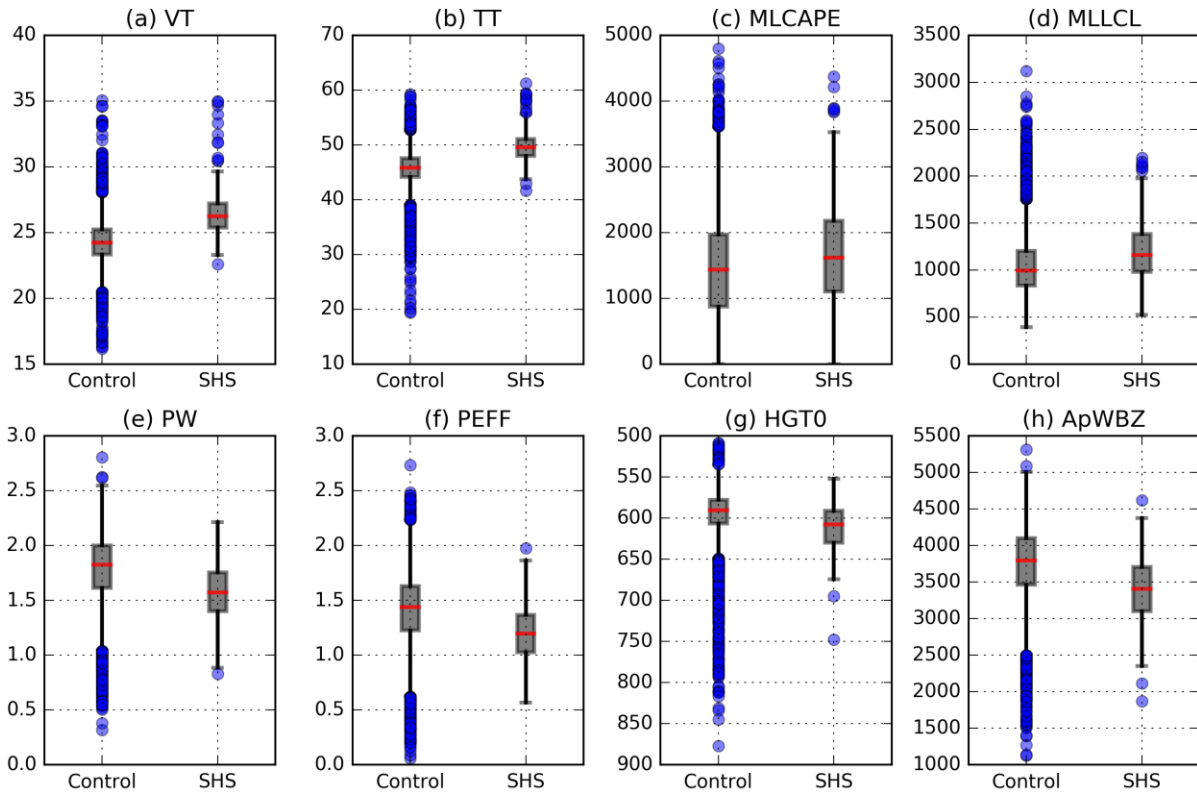 (a) VT
(b) TT
(c) MLCAPE
(d) MLLCL
40
35
30
25
20
15
Control
SHS
70
60
50
40
30
20
10
Control
SHS
5000
4000
3000
2000
1000
0
Control
SHS
3500
3000
2500
2000
1500
1000
500
0
Control
SHS
(e) PW
(f) PEFF
(g) HGT0
(h) ApWBZ
3.0
2.5
2.0
1.5
1.0
0.5
0.0
Control
SHS
3.0
2.5
2.0
1.5
1.0
0.5
0.0
Control
SHS
500
550
600
650
700
750
800
850
900
Control
SHS
5500
5000
4500
4000
3500
3000
2500
2000
1500
1000
Control
SHS